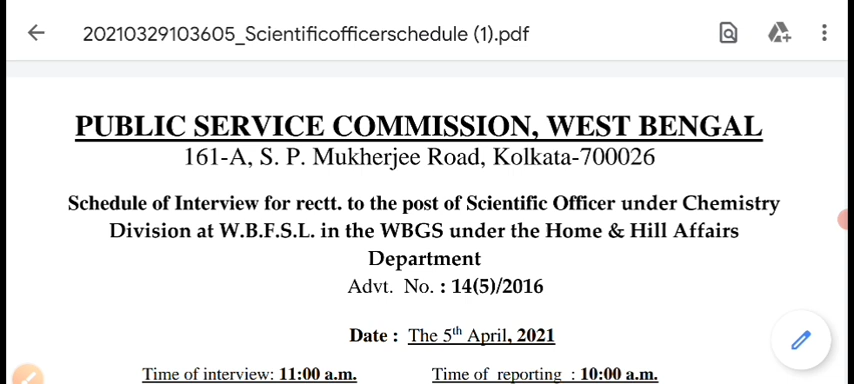 20210329103605_Scientificofficerschedule (1).pdf
PUBLIC SERVICE COMMISSION, WEST BENGAL
161-A, S. P. Mukherjee Road, Kolkata-700026
Schedule of Interview for rectt. to the post of Scientific Officer under Chemistry
Division at W.B.F.S.L. in the WBGS under the Home & Hill Affairs
Department
Advt. No. : 14(5)/2016
Date : The 5th April, 2021
Time of interview: 11:00 a.m. Time of reporting : 10:00 a.m.